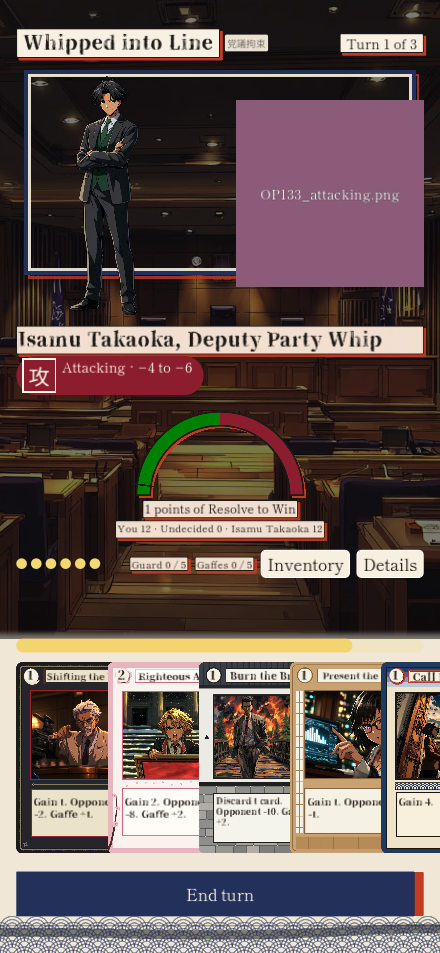 Whipped into Line
党議拘束
Turn 1 of 3
OP133_attacking.png
Isamu Takaoka, Deputy Party Whip
攻
Attacking · −4 to −6
1 points of Resolve to Win
You 12 · Undecided 0 · Isamu Takaoka 12
Guard 0 / 5
Gaffes 0 / 5
Inventory
Details
1
Shifting the
Gain 1. Oppone
-2. Gaffe +1.
2
Righteous A
Gain 2. Oppon
-8. Gaffe +2.
1
Burn the Br
Discard 1 card.
Opponent -10. Ga
+2.
1
Present the
Gain 1. Oppon
-1.
1
Call
Gain 4.
End turn